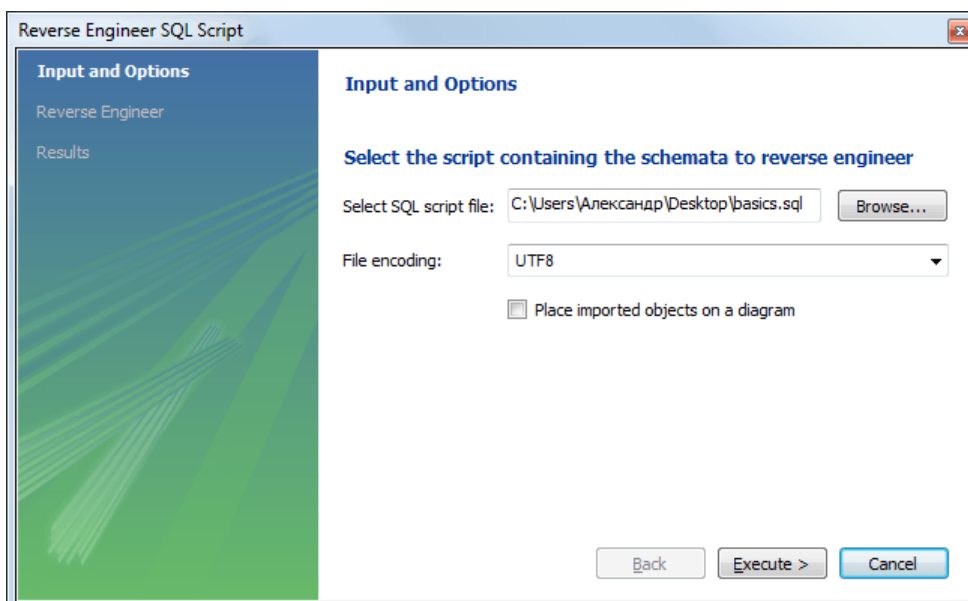 Reverse Engineer SQL Script
Input and Options
Reverse Engineer
Results
Input and Options
Select the script containing the schemata to reverse engineer
Select SQL script file: C:\Users\Александр\Desktop\basics.sql Browse...
File encoding: UTF8
Place imported objects on a diagram
Back Execute > Cancel